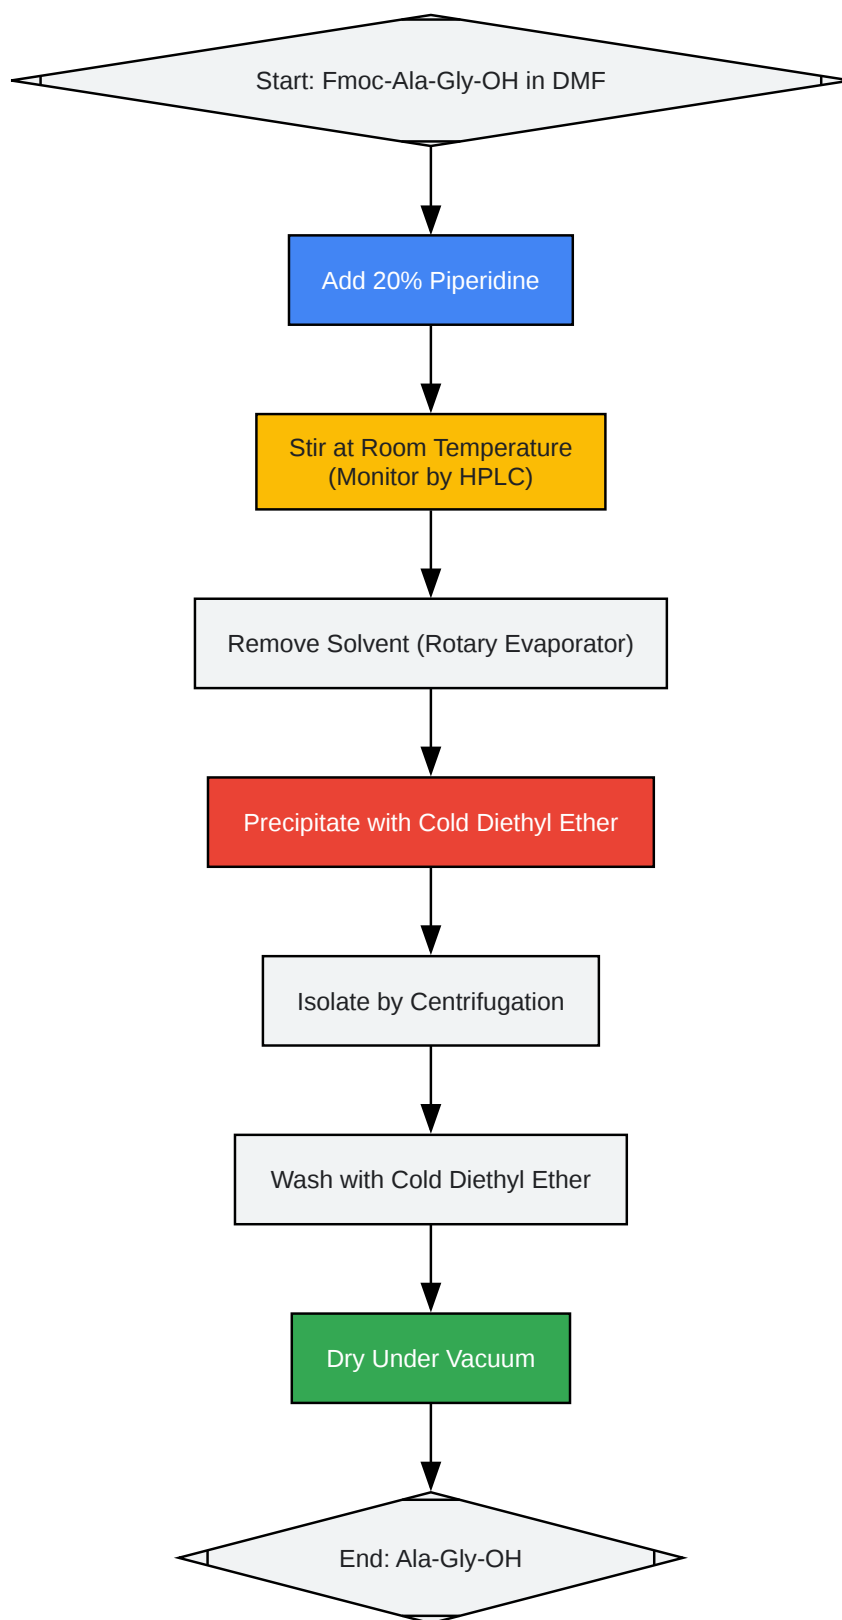 Start: Fmoc-Ala-Gly-OH in DMF
Add 20% Piperidine
Stir at Room Temperature
(Monitor by HPLC)
Remove Solvent (Rotary Evaporator)
Precipitate with Cold Diethyl Ether
Isolate by Centrifugation
Wash with Cold Diethyl Ether
Dry Under Vacuum
End: Ala-Gly-OH